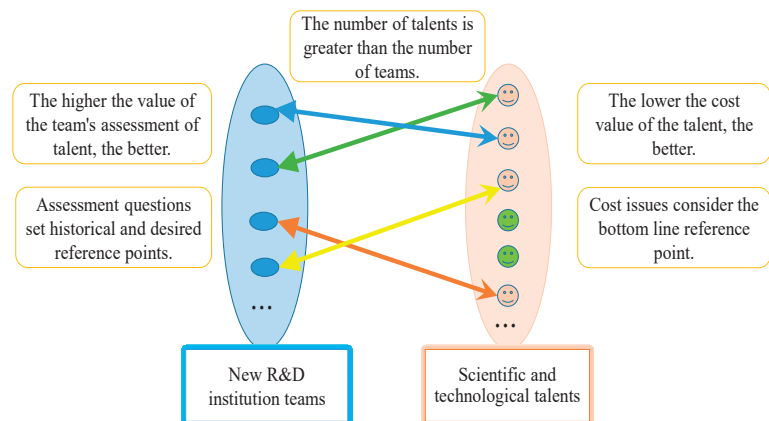 The number of talents is
greater than the number
of teams.
The higher the value of
the team's assessment of
talent, the better.
The lower the cost
value of the talent, the
better.
Assessment questions
set historical and desired
reference points.
Cost issues consider the
bottom line reference
point.
...
...
New R&D
institution teams
Scientific and
technological talents